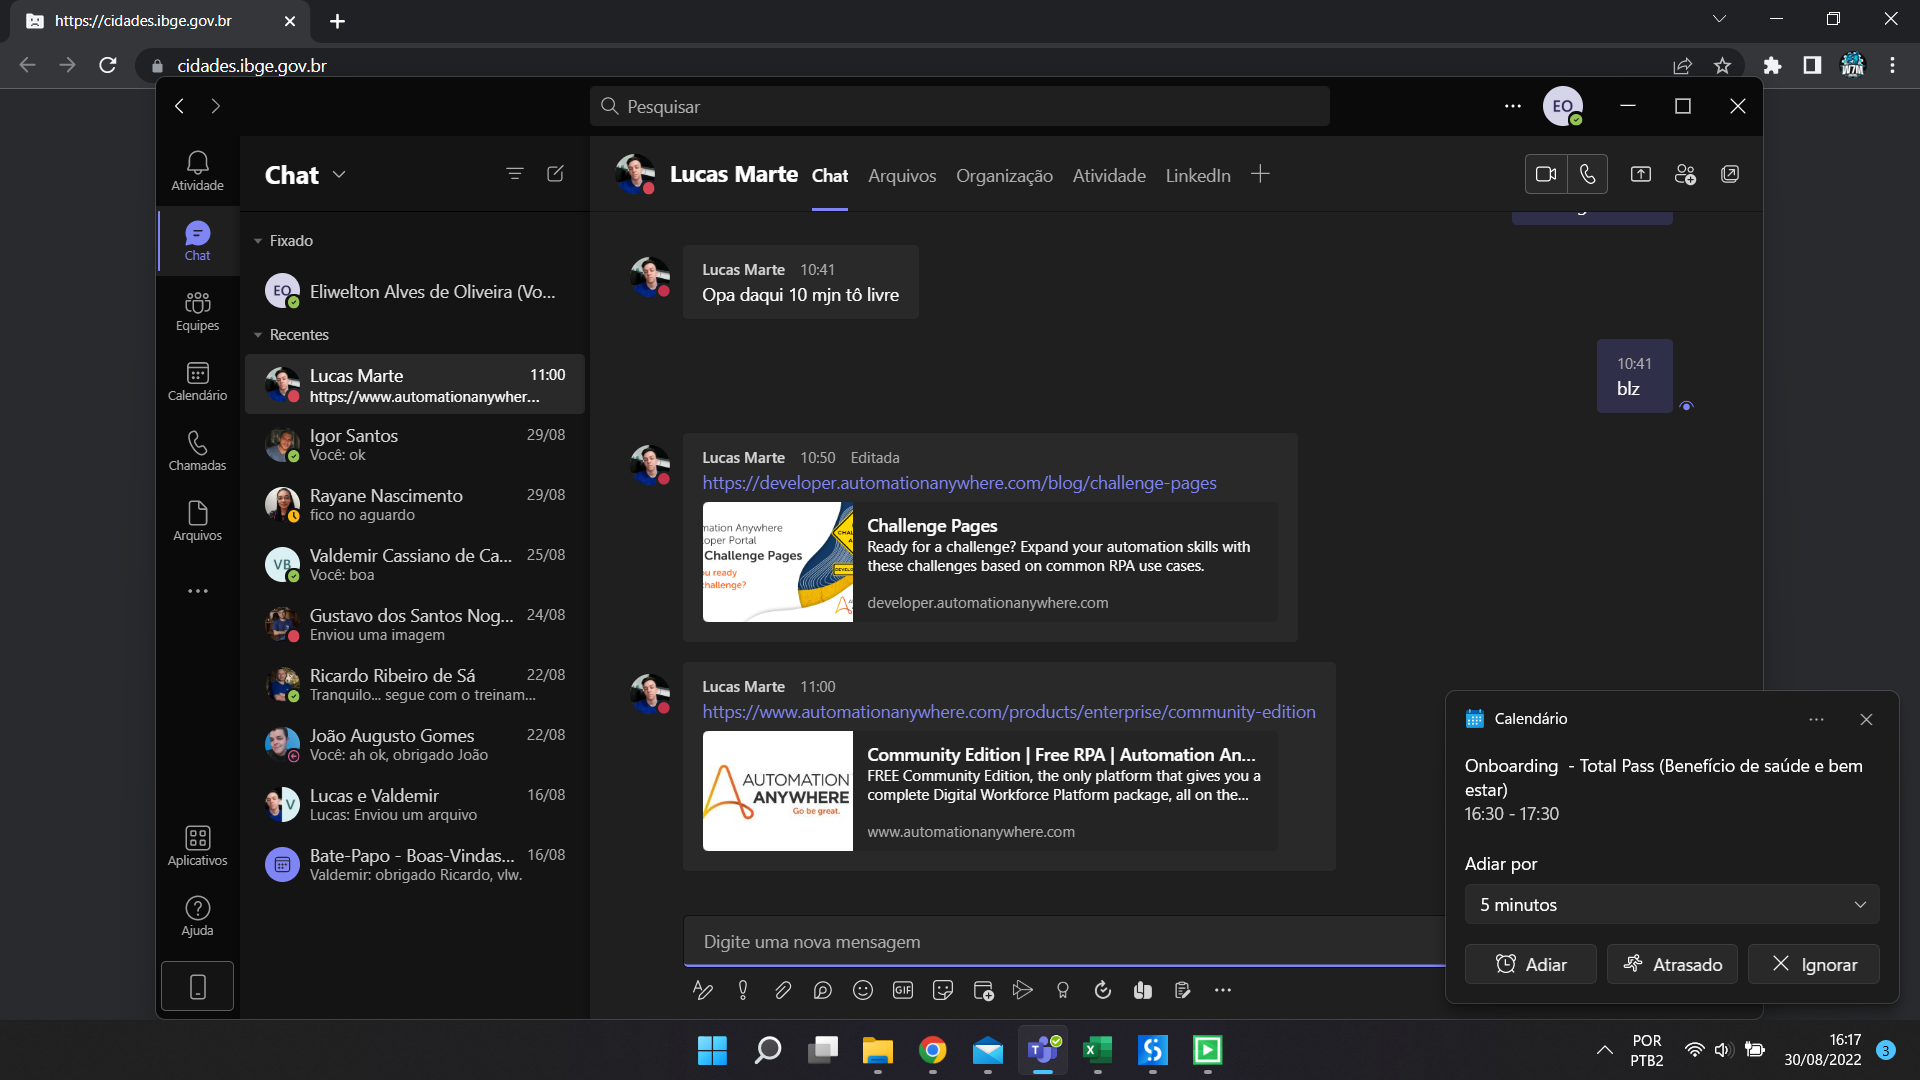 https://cidades.ibge.gov.br
cidades.ibge.gov.br
W7M
Pesquisar
EO
Atividade
Chat
Equipes
Calendário
Chamadas
Arquivos
Aplicativos
Ajuda
Chat
Fixado
EO
Eliwelton Alves de Oliveira (Vo...
Recentes
Lucas Marte 11:00
https://www.automationanywher...
Igor Santos 29/08
Você: ok
Rayane Nascimento 29/08
fico no aguardo
VB
Valdemir Cassiano de Ca... 25/08
Você: boa
Gustavo dos Santos Nog... 24/08
Enviou uma imagem
Ricardo Ribeiro de Sá 22/08
Tranquilo... segue com o treinam...
João Augusto Gomes 22/08
Você: ah ok, obrigado João
V
Lucas e Valdemir 16/08
Lucas: Enviou um arquivo
Bate-Papo - Boas-Vindas... 16/08
Valdemir: obrigado Ricardo, vlw.
Lucas Marte Chat Arquivos Organização Atividade LinkedIn
Lucas Marte 10:41
Opa daqui 10 mjn tô livre
10:41
blz
Lucas Marte 10:50 Editada
https://developer.automationanywhere.com/blog/challenge-pages
mation Anywhere
oper Portal
Challenge Pages
u ready
hallenge?
Challenge Pages
Ready for a challenge? Expand your automation skills with
these challenges based on common RPA use cases.
developer.automationanywhere.com
Lucas Marte 11:00
https://www.automationanywhere.com/products/enterprise/community-edition
AUTOMATION
ANYWHERE
Go be great.
Community Edition | Free RPA | Automation An...
FREE Community Edition, the only platform that gives you a
complete Digital Workforce Platform package, all on the...
www.automationanywhere.com
Digite uma nova mensagem
GIF
Calendário
Onboarding - Total Pass (Benefício de saúde e bem
estar)
16:30 - 17:30
Adiar por
5 minutos
Adiar
Atrasado
Ignorar
POR
PTB2
16:17
30/08/2022
3